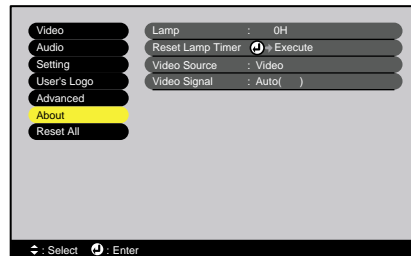 Video
Audio
Setting
User's Logo
Advanced
About
Reset All
Lamp : 0H
Reset Lamp Timer Execute
Video Source : Video
Video Signal : Auto( )
: Select : Enter